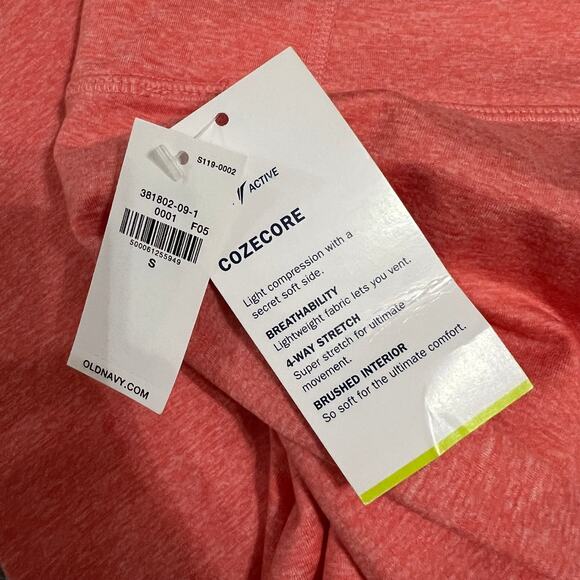 S119-0002
381802-09-1
0001 F05
500061255949
S
OLDNAVY.COM
ACTIVE
COZECORE
Light compression with a
secret soft side.
BREATHABILITY
Lightweight fabric lets you vent.
4-WAY STRETCH
Super stretch for ultimate
movement.
BRUSHED INTERIOR
So soft for the ultimate comfort.